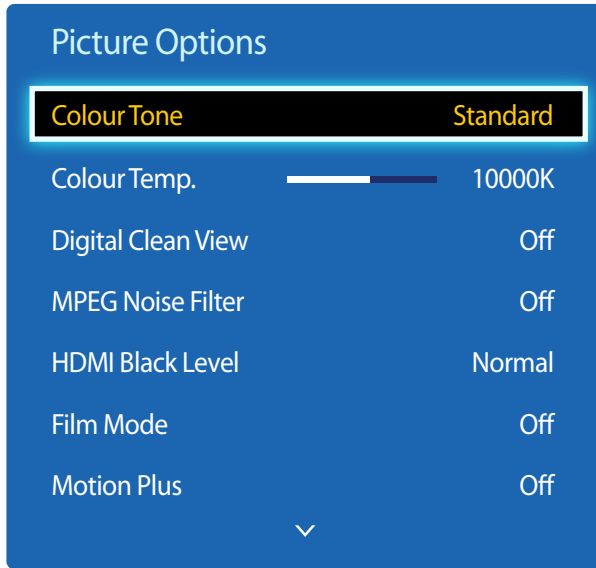 Picture Options
Colour Tone Standard
Colour Temp. 10000K
Digital Clean View Off
MPEG Noise Filter Off
HDMI Black Level Normal
Film Mode Off
Motion Plus Off